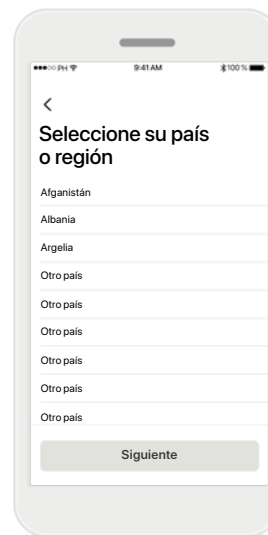 ●●●○○ PH 9:41 AM 100 %
Seleccione su país
o región
Afganistán
Albania
Argelia
Otro país
Otro país
Otro país
Otro país
Otro país
Otro país
Siguiente